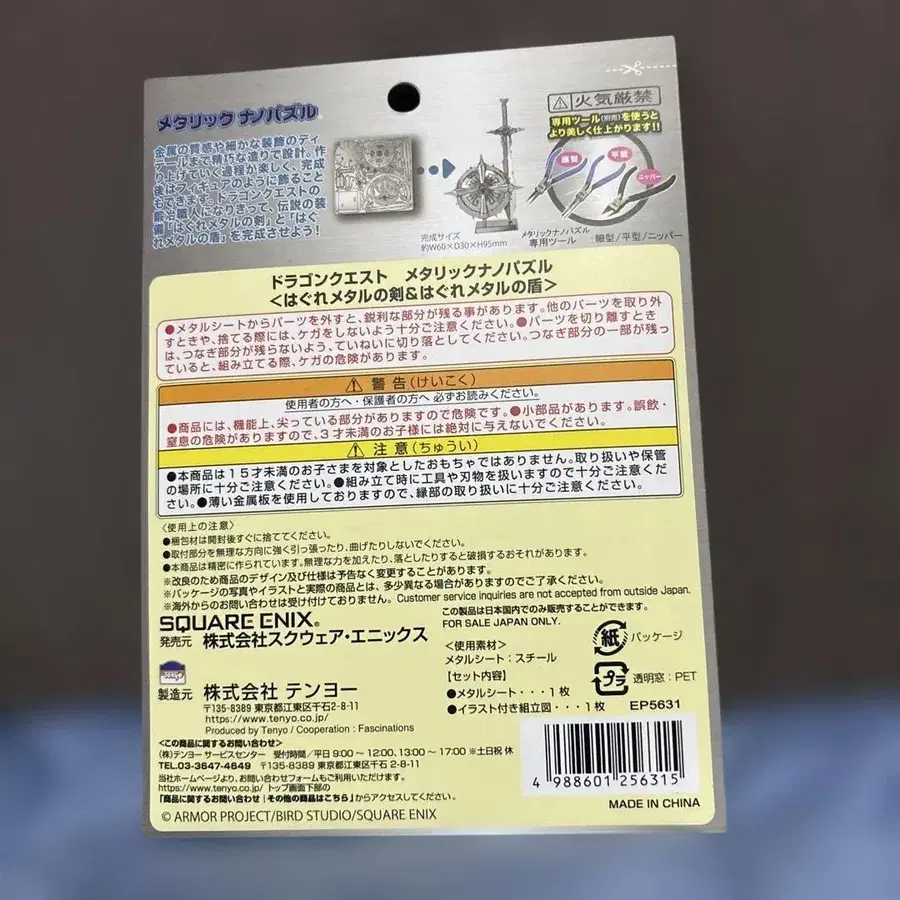 メタリック ナノパズル
金属の質感や細かな装飾のディ
テールまで精巧な造りで設計。作
り上げていく過程が楽しく、完成
後はフィギュアのように飾ること
ができます。ドラゴンクエストの
鍛冶職人になりきって、伝説の装
備「はぐれメタルの剣」と「はぐ
れメタルの盾」を完成させよう!
完成サイズ
約W60×D30×H95mm
火気厳禁
専用ツール(別売)を使うと
より美しく仕上がります!!
細型
平型
ニッパー
メタリックナノパズル
専用ツール :細型/平型/ニッパー
ドラゴンクエスト メタリックナノパズル
<はぐれメタルの剣&はぐれメタルの盾>
●メタルシートからパーツを外すと、鋭利な部分が残る事があります。他のパーツを取り外
すときや、捨てる際には、ケガをしないよう十分ご注意ください。●パーツを切り離すとき
は、つなぎ部分が残らないよう、ていねいに切り落としてください。つなぎ部分の一部が残っ
ていると、組み立てる際、ケガの危険があります。
警告(けいこく)
使用者の方へ・保護者の方へ 必ずお読みください。
●商品には、機能上、尖っている部分がありますので危険です。●小部品があります。誤飲・
窒息の危険がありますので、3才未満のお子様には絶対に与えないでください。
注意(ちゅうい)
●本商品は15才未満のお子さまを対象としたおもちゃではありません。取り扱いや保管
の場所に十分ご注意ください。●組み立て時に工具や刃物を扱いますので十分ご注意くだ
さい。●薄い金属板を使用しておりますので、縁部の取り扱いに十分ご注意ください。
〈使用上の注意〉
●梱包材は開封後すぐに捨ててください。
●取付部分を無理な方向に強く引っ張ったり、曲げたりしないでください。
●本商品は精密に作られています。無理な力を加えたり、落としたりすると破損するおそれがあります。
※改良のため商品のデザイン及び仕様は予告なく変更することがあります。
※パッケージの写真やイラストと実際の商品とは、多少異なる場合がありますのでご了承ください。
※海外からのお問い合わせは受け付けておりません。Customer service inquiries are not accepted from outside Japan.
SQUARE ENIX®
発売元 株式会社スクウェア・エニックス
この製品は日本国内でのみ販売することができます。
FOR SALE JAPAN ONLY.
<使用素材>
メタルシート:スチール
【セット内容】
●メタルシート・・・1枚
●イラスト付き組立図・・・1枚
紙 パッケージ
プラ 透明窓:PET
EP5631
製造元 株式会社 テンヨー
〒135-8389 東京都江東区千石2-8-11
https://www.tenyo.co.jp/
Produced by Tenyo / Cooperation : Fascinations
<この商品に関するお問い合わせ>
(株)テンヨー サービスセンター 受付時間/平日 9:00~12:00、13:00~17:00 ※土日祝 休
TEL.03-3647-4649 〒135-8389 東京都江東区千石 2-8-11
当社ホームページより、お問い合わせフォームもご利用いただけます。
https://www.tenyo.co.jp/ トップ画面下部の
「商品に関するお問い合わせ|その他の商品はこちら」からアクセスしてください。
© ARMOR PROJECT/BIRD STUDIO/SQUARE ENIX
4 988601 256315
MADE IN CHINA